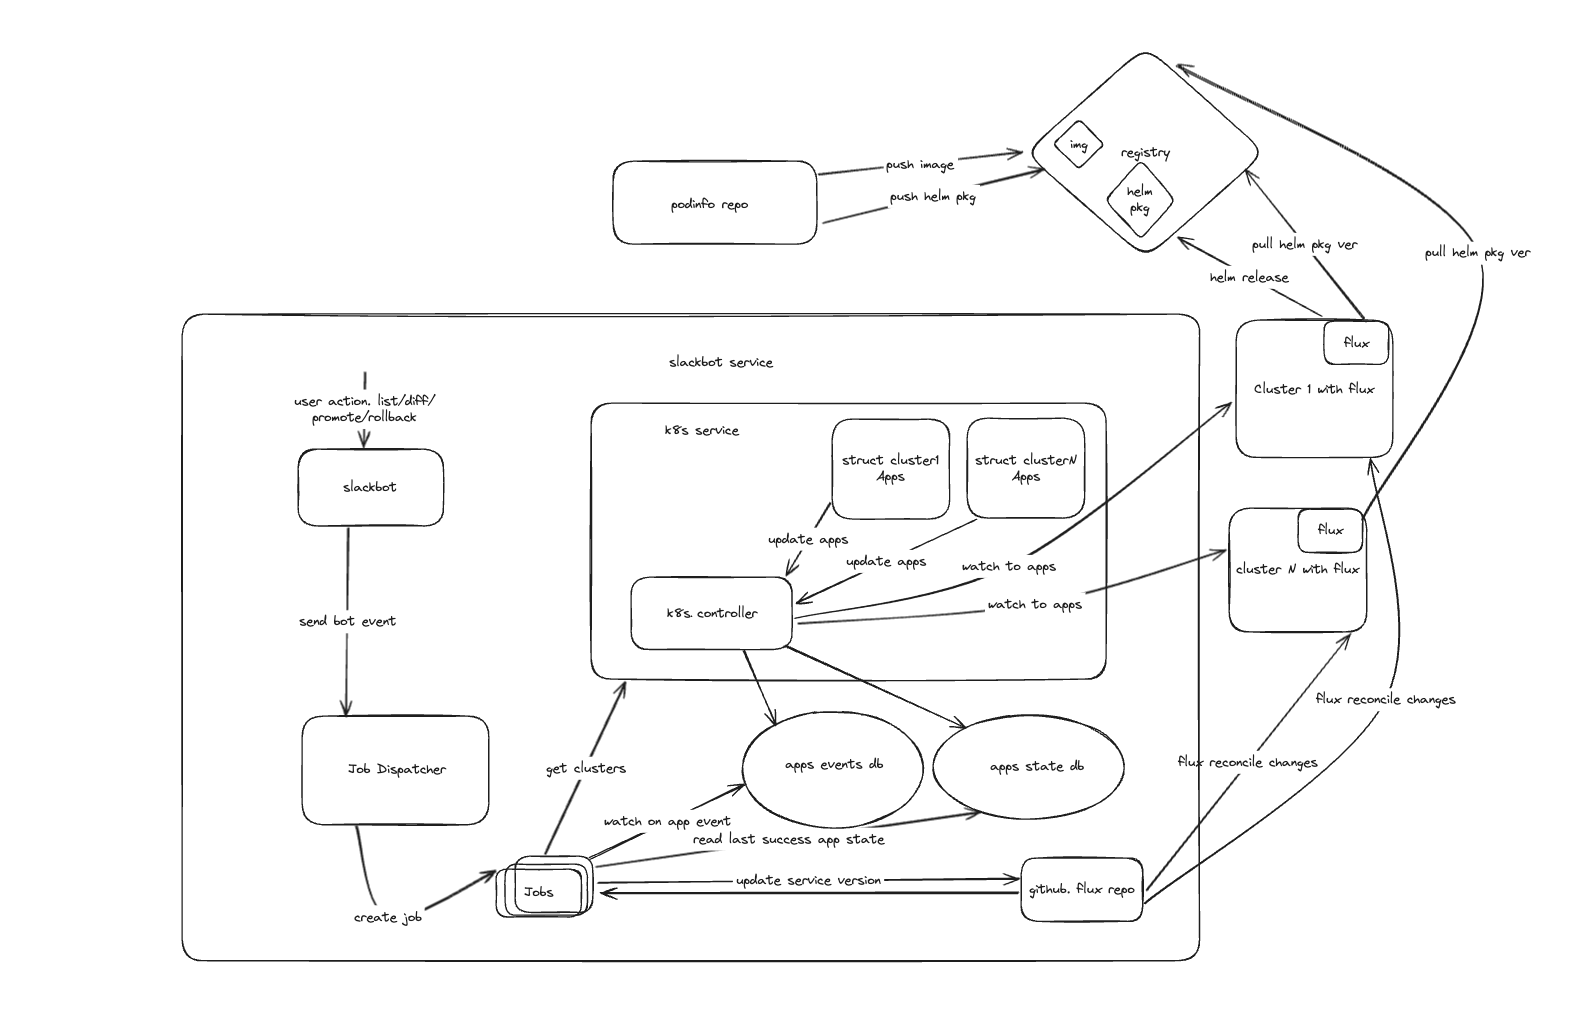 img
registry
push image
helm
pkg
push helm pkg
podinfo repo
pull helm pkg ver
pull helm pkg ver
helm release
flux
slackbot service
Cluster 1 with flux
user action. list/diff/
promote/rollback
k8s service
struct cluster1
Apps
struct clusterN
Apps
slackbot
flux
update apps
update apps
watch to apps
cluster N with flux
watch to apps
k8s. controller
send bot event
flux reconcile changes
flux reconcile changes
apps events db
apps state db
get clusters
Job Dispatcher
watch on app event
read last success app state
update service version
Jobs
github. flux repo
create job